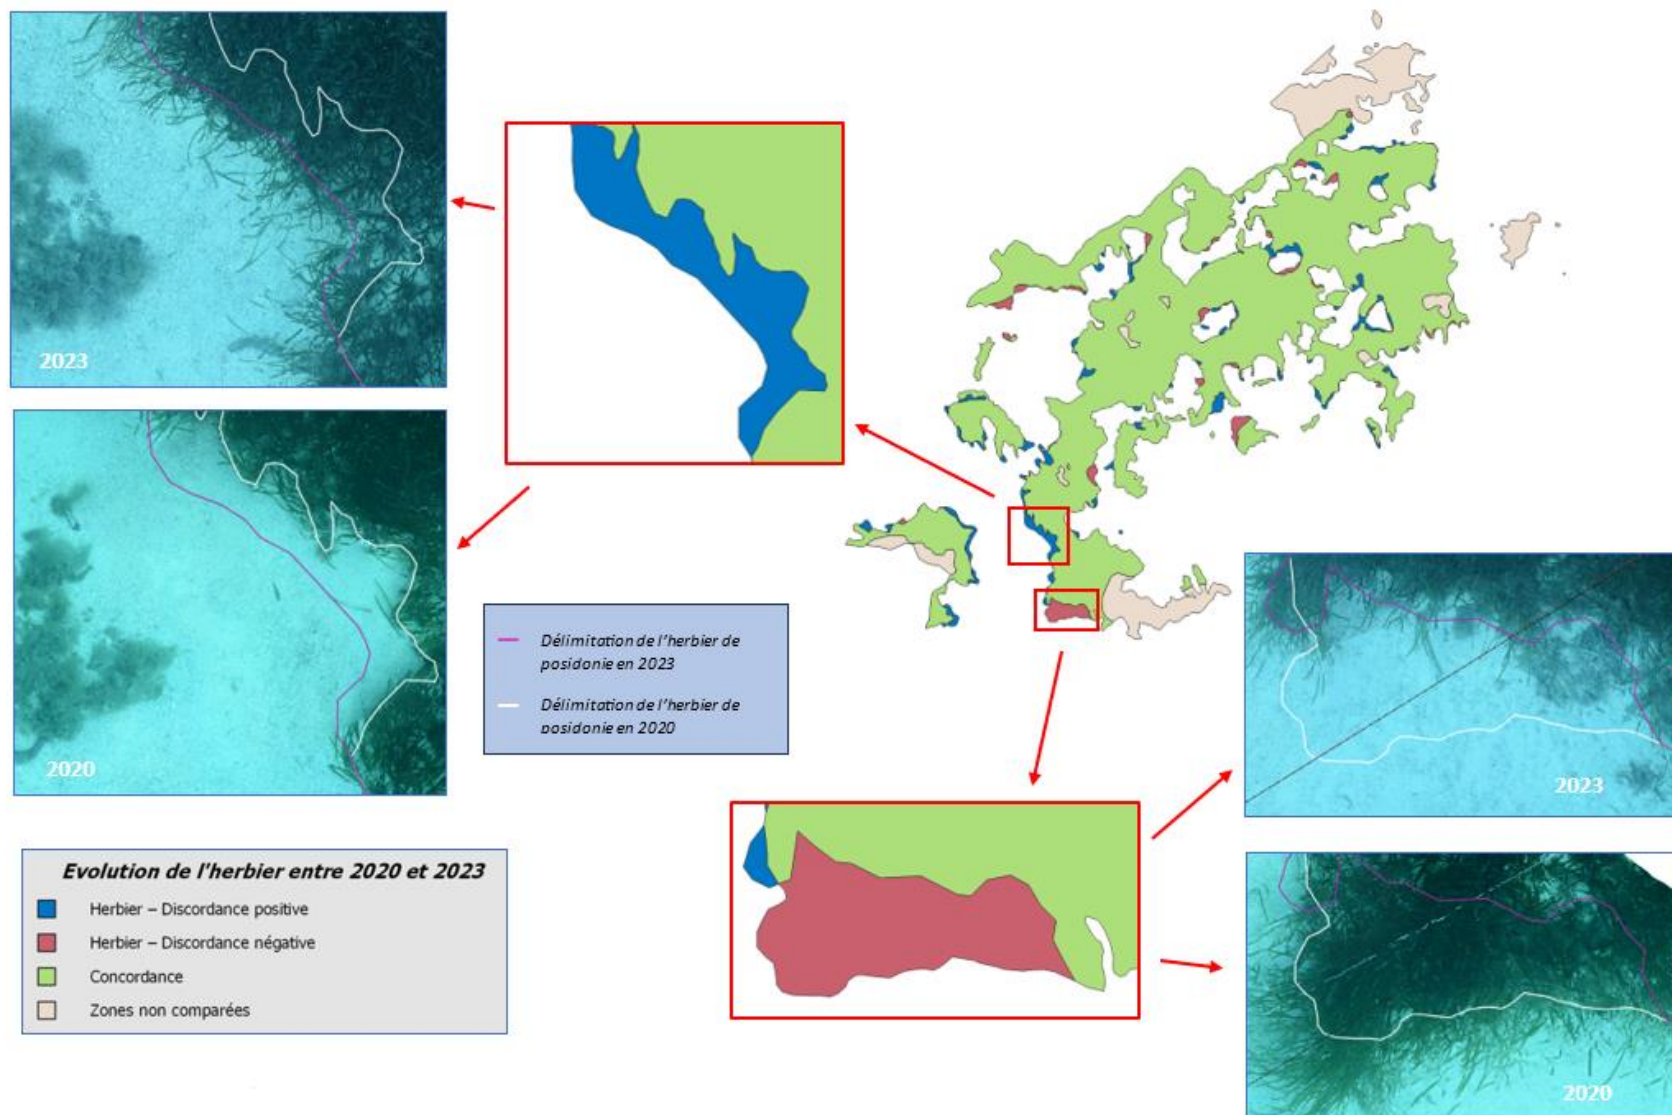 2023
2020
Délimitation de l'herbier de
posidonie en 2023
Délimitation de l'herbier de
posidonie en 2020
2023
2020
Evolution de l'herbier entre 2020 et 2023
Herbier – Discordance positive
Herbier – Discordance négative
Concordance
Zones non comparées